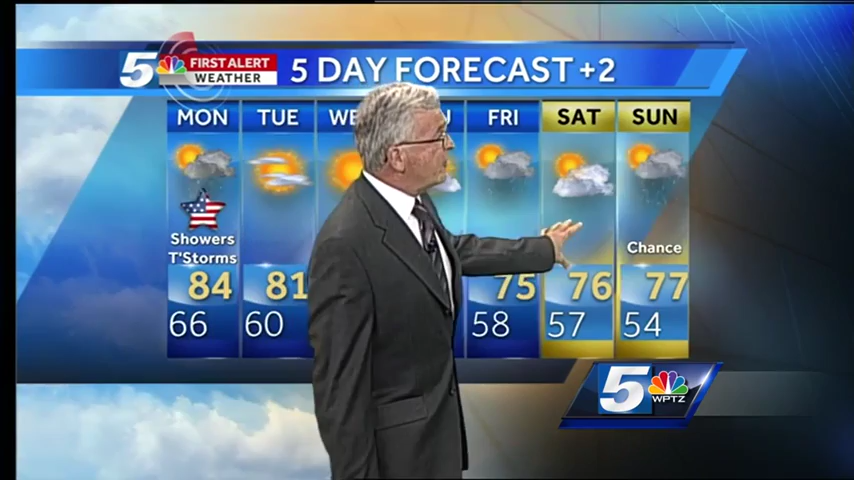 5 FIRST ALERT
WEATHER
5 DAY FORECAST +2
MON TUE WE FRI SAT SUN
Showers
T'Storms
Chance
84 81 75 76 77
66 60 58 57 54
5 WPTZ